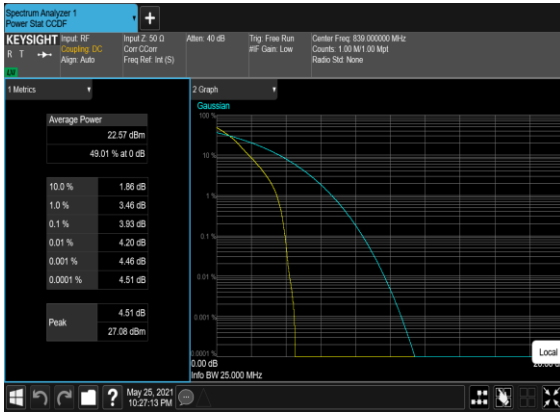 Spectrum Analyzer 1
Power Stat CCDF
+
KEYSIGHT
R T
LXI
Input: RF
Coupling: DC
Align: Auto
Input Z: 50 Ω
Corr CCorr
Freq Ref: Int (S)
Atten: 40 dB
Trig: Free Run
#IF Gain: Low
Center Freq: 839.000000 MHz
Counts: 1.00 M/1.00 Mpt
Radio Std: None
1 Metrics
Average Power
22.57 dBm
49.01 % at 0 dB
10.0 % 1.86 dB
1.0 % 3.46 dB
0.1 % 3.93 dB
0.01 % 4.20 dB
0.001 % 4.46 dB
0.0001 % 4.51 dB
Peak
4.51 dB
27.08 dBm
2 Graph
Gaussian
100 %
10 %
1 %
0.1 %
0.01 %
0.001 %
0.0001 %
0.00 dB
Info BW 25.000 MHz
Local
?
May 25, 2021
10:27:13 PM